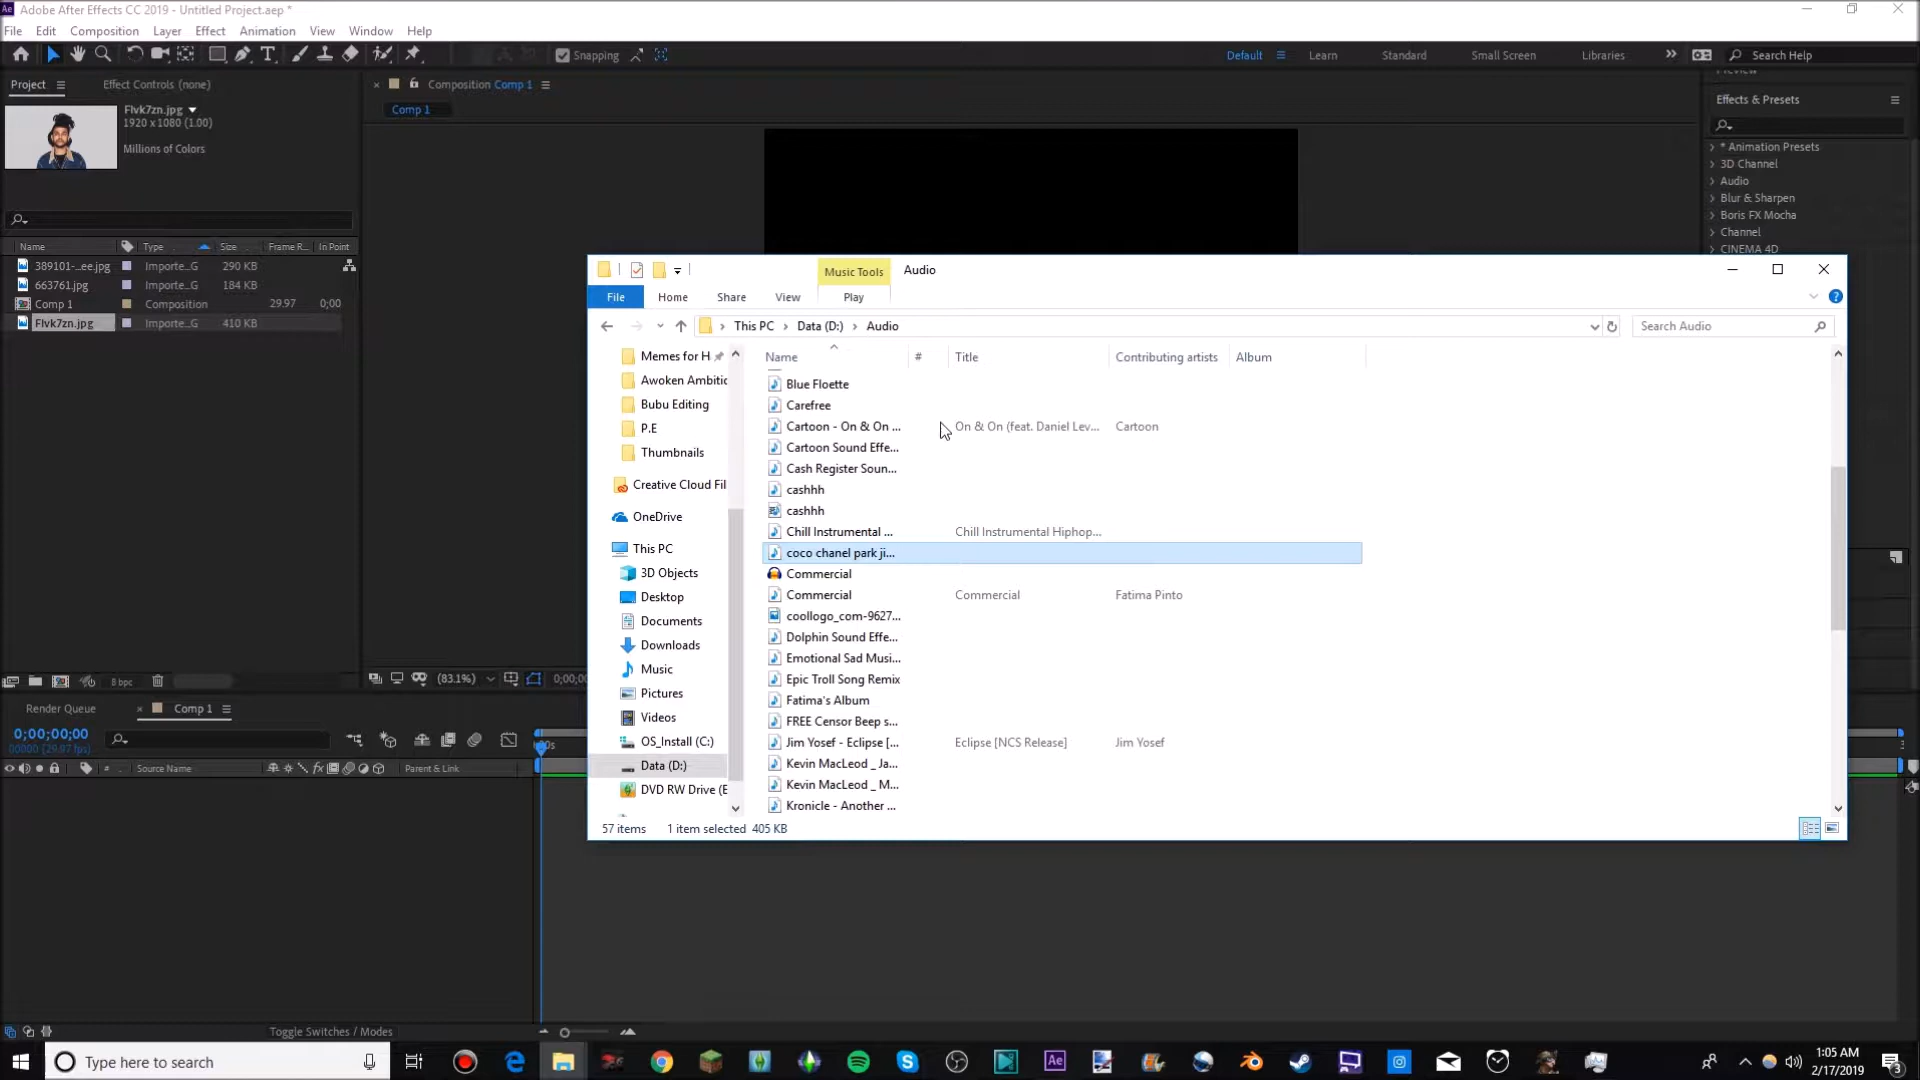 Ae Adobe After Effects CC 2019 - Untitled Project.aep *
File Edit Composition Layer Effect Animation View Window Help
Snapping Default Learn Standard Small Screen Libraries Search Help
Project Effect Controls (none) Composition Comp 1
Comp 1
Flvk7zn.jpg
1920 x 1080 (1.00)
Millions of Colors
Effects & Presets
* Animation Presets
3D Channel
Audio
Blur & Sharpen
Boris FX Mocha
Channel
CINEMA 4D
Name Type Size Frame R... In Point
389101-...ee.jpg Importe...G 290 KB
663761.jpg Importe...G 184 KB
Comp 1 Composition 29.97 0;00
Flvk7zn.jpg Importe...G 410 KB
Music Tools Audio
File Home Share View Play
This PC Data (D:) Audio Search Audio
Memes for H
Awoken Ambitic
Bubu Editing
P.E
Thumbnails
Creative Cloud Fil
OneDrive
This PC
3D Objects
Desktop
Documents
Downloads
Music
Pictures
Videos
OS_Install (C:)
Data (D:)
DVD RW Drive (E
Name # Title Contributing artists Album
Blue Floette
Carefree
Cartoon - On & On ... On & On (feat. Daniel Lev... Cartoon
Cartoon Sound Effe...
Cash Register Soun...
cashhh
cashhh
Chill Instrumental ... Chill Instrumental Hiphop...
coco chanel park ji...
Commercial
Commercial Commercial Fatima Pinto
coollogo_com-9627...
Dolphin Sound Effe...
Emotional Sad Musi...
Epic Troll Song Remix
Fatima's Album
FREE Censor Beep s...
Jim Yosef - Eclipse [... Eclipse [NCS Release] Jim Yosef
Kevin MacLeod _ Ja...
Kevin MacLeod _ M...
Kronicle - Another ...
57 items 1 item selected 405 KB
8 bpc (83.1%) 0;00;0
Render Queue Comp 1
0;00;00;00
00000 (29.97 fps)
# Source Name Parent & Link
Toggle Switches / Modes
Type here to search
1:05 AM
2/17/2019
3